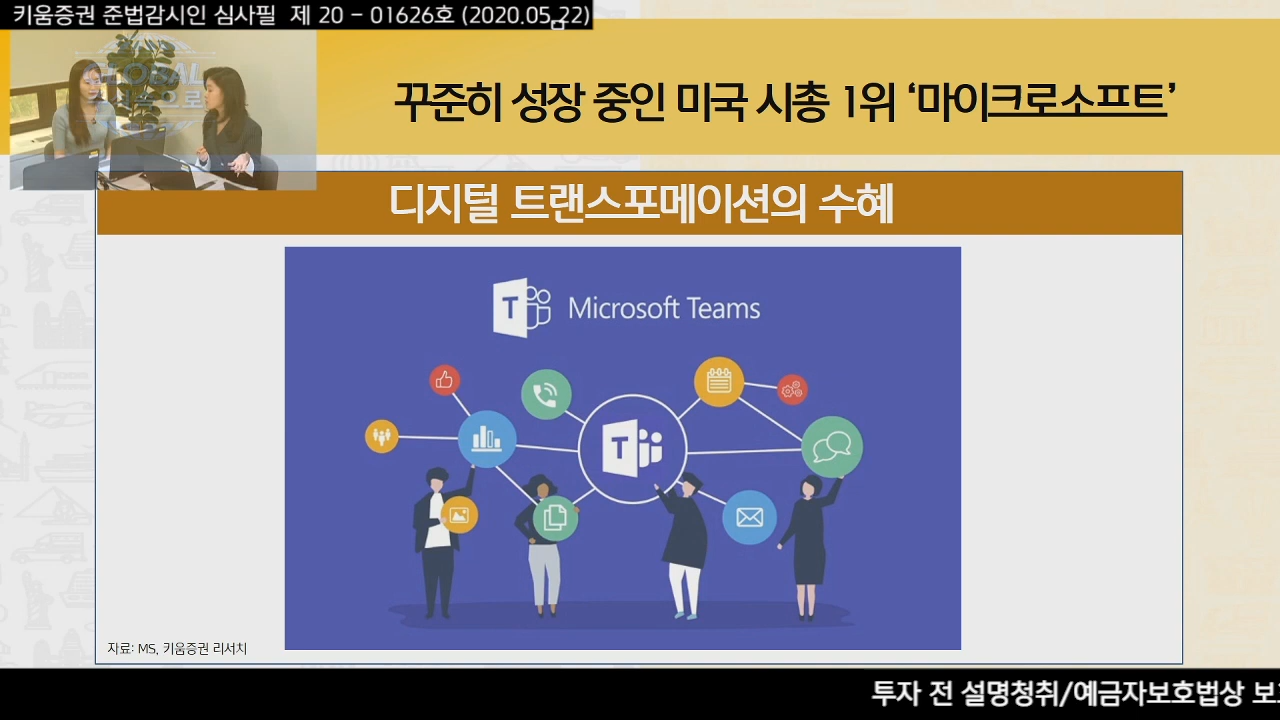 키움증권 준법감시인 심사필 제 20 - 01626호 (2020.05.22)
GLOBAL
꾸준히 성장 중인 미국 시총 1위 ‘마이크로소프트’
디지털 트랜스포메이션의 수혜
T Microsoft Teams
T
자료: MS, 키움증권 리서치
투자 전 설명청취/예금자보호법상 보